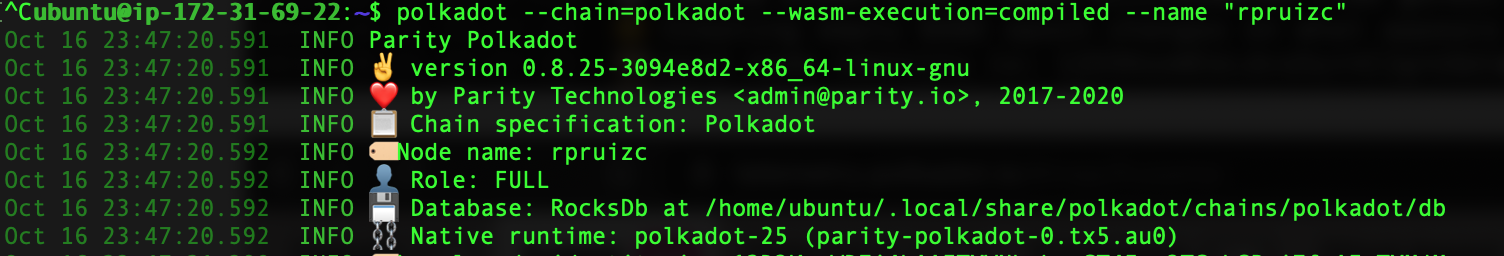 ^Cubuntu@ip-172-31-69-22:~$ polkadot --chain=polkadot --wasm-execution=compiled --name "rpruizc"
Oct 16 23:47:20.591 INFO Parity Polkadot
Oct 16 23:47:20.591 INFO ✌️ version 0.8.25-3094e8d2-x86_64-linux-gnu
Oct 16 23:47:20.591 INFO ❤️ by Parity Technologies <admin@parity.io>, 2017-2020
Oct 16 23:47:20.591 INFO 📋 Chain specification: Polkadot
Oct 16 23:47:20.592 INFO 🏷 Node name: rpruizc
Oct 16 23:47:20.592 INFO 👤 Role: FULL
Oct 16 23:47:20.592 INFO 💾 Database: RocksDb at /home/ubuntu/.local/share/polkadot/chains/polkadot/db
Oct 16 23:47:20.592 INFO ⛓ Native runtime: polkadot-25 (parity-polkadot-0.tx5.au0)